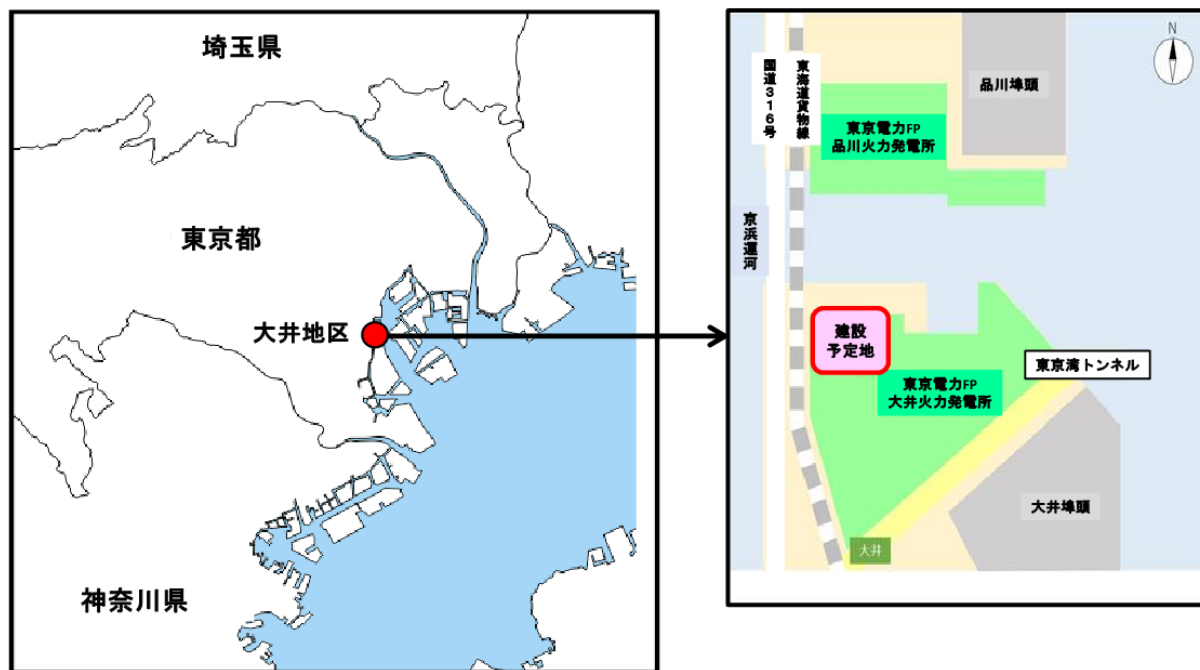 埼玉県
東京都
大井地区
神奈川県
N
国道316号
東海道貨物線
品川埠頭
東京電力FP
品川火力発電所
京浜運河
建設
予定地
東京湾トンネル
東京電力FP
大井火力発電所
大井埠頭
大井